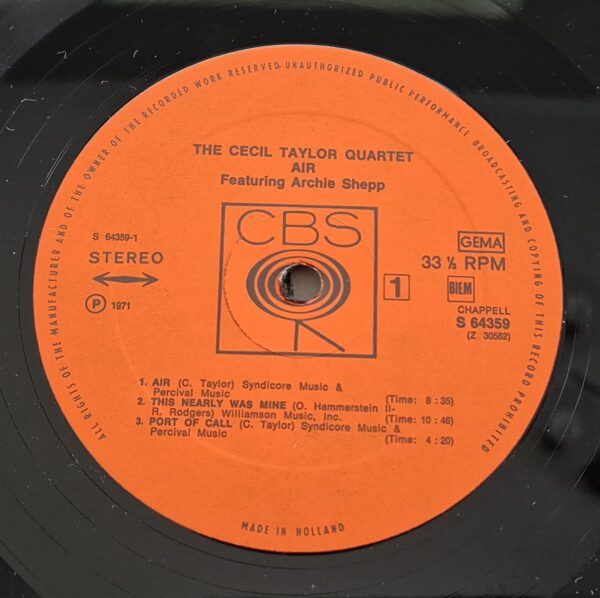 ALL RIGHTS OF THE MANUFACTURER AND OF THE OWNER OF THE RECORDED WORK RESERVED UNAUTHORIZED PUBLIC PERFORMANCE BROADCASTING AND COPYING OF THIS RECORD PROHIBITED
THE CECIL TAYLOR QUARTET
AIR
Featuring Archie Shepp
CBS
S 64359-1
STEREO
P 1971
GEMA
33 ⅓ RPM
1
BIEM
CHAPPELL
S 64359
(Z 30562)
1. AIR (C. Taylor) Syndicore Music &
Percival Music (Time: 8:35)
2. THIS NEARLY WAS MINE (O. Hammerstein II-
R. Rodgers) Williamson Music, Inc. (Time: 10:46)
3. PORT OF CALL (C. Taylor) Syndicore Music &
Percival Music (Time: 4:20)
MADE IN HOLLAND